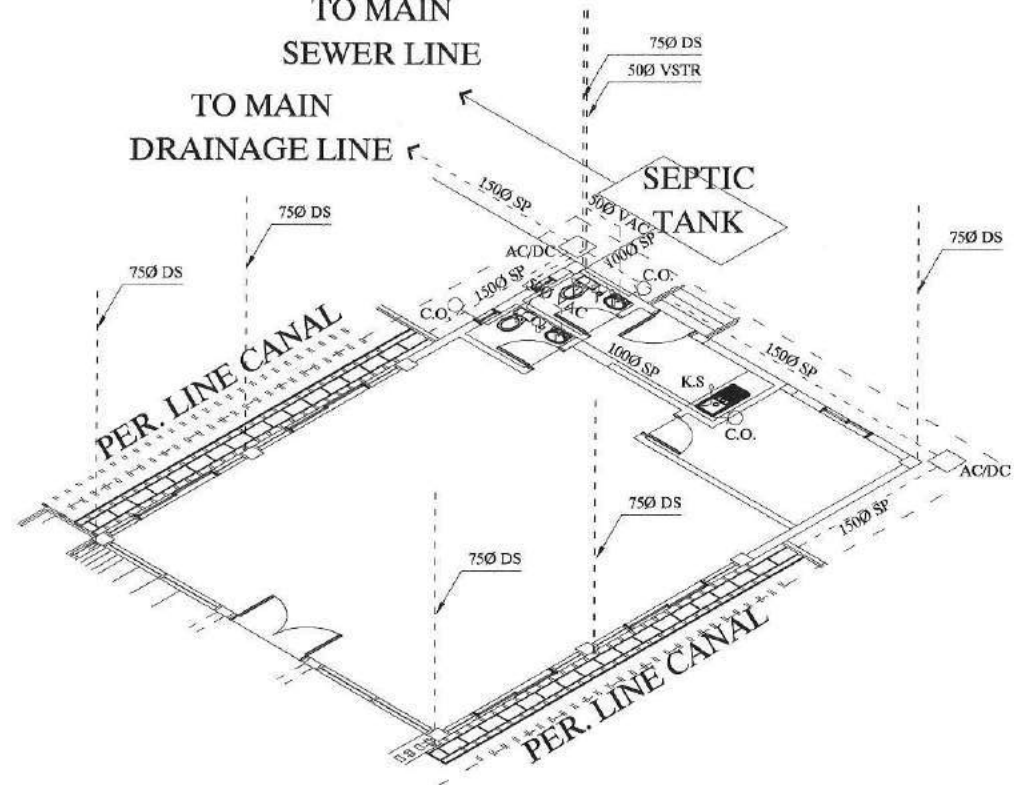 TO MAIN
SEWER LINE
75Ø DS
50Ø VSTR
TO MAIN
DRAINAGE LINE
150Ø SP
SEPTIC
TANK
50Ø VAC
100Ø SP
75Ø DS
75Ø DS
75Ø DS
AC/DC
C.O.
150Ø SP
C.O.
PER. LINE CANAL
150Ø SP
100Ø SP
K.S
C.O.
AC/DC
150Ø SP
75Ø DS
75Ø DS
PER. LINE CANAL